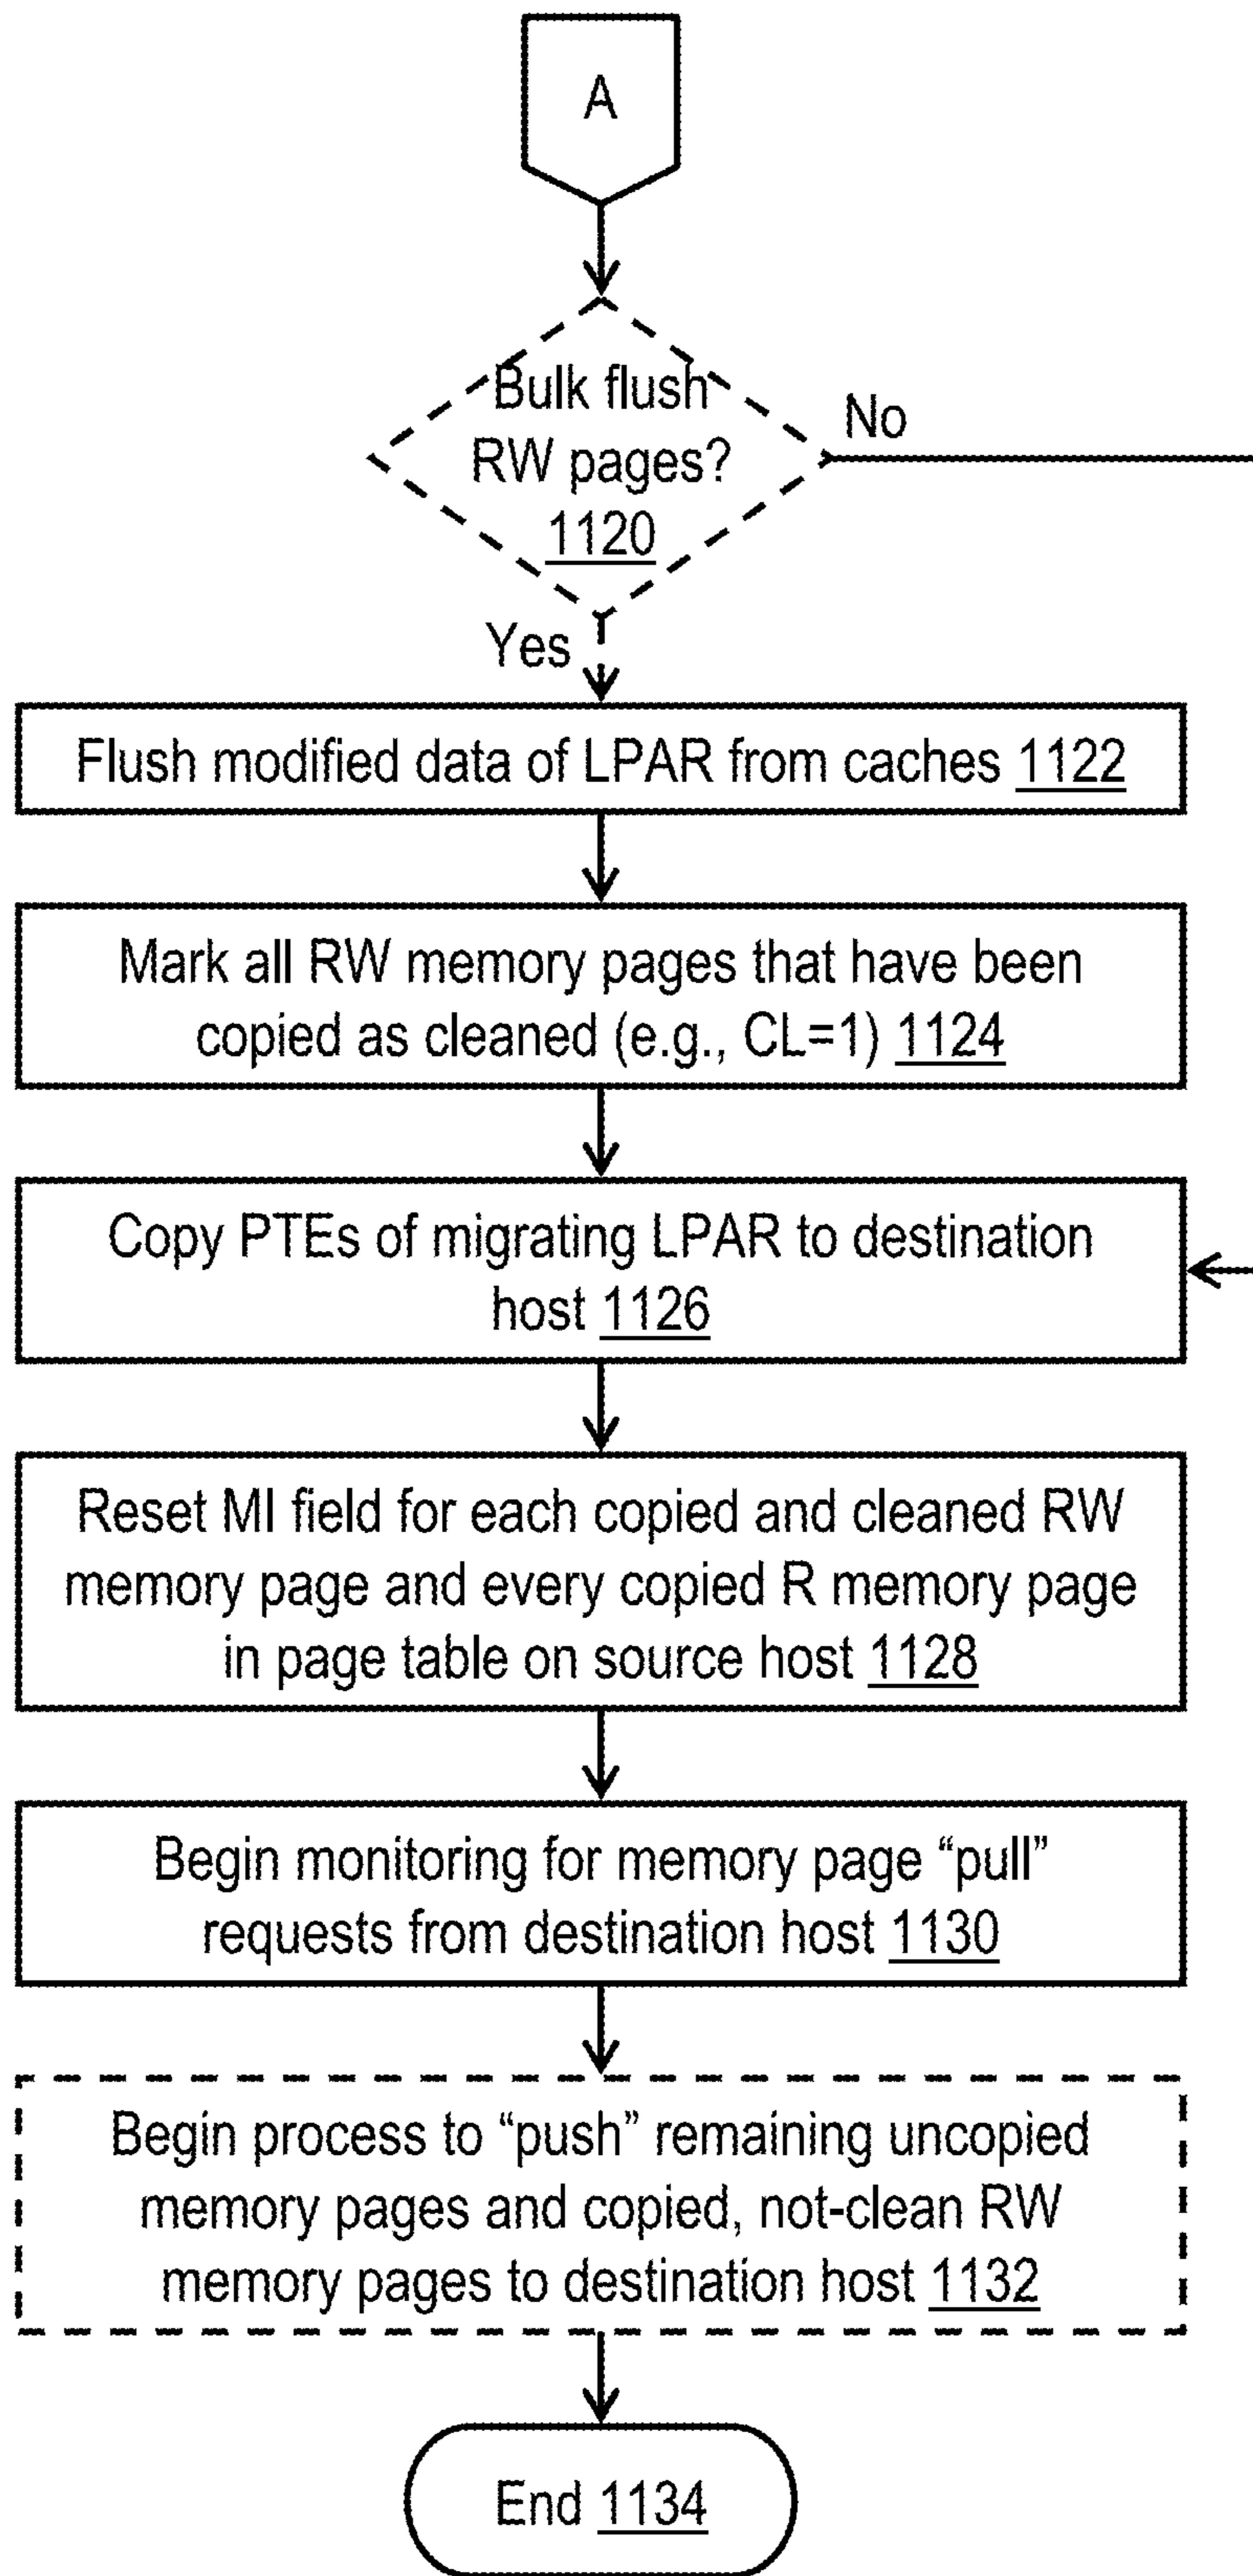 A
Bulk flush
RW pages?
1120
No
Yes
Flush modified data of LPAR from caches 1122
Mark all RW memory pages that have been
copied as cleaned (e.g., CL=1) 1124
Copy PTEs of migrating LPAR to destination
host 1126
Reset MI field for each copied and cleaned RW
memory page and every copied R memory page
in page table on source host 1128
Begin monitoring for memory page “pull”
requests from destination host 1130
Begin process to “push” remaining uncopied
memory pages and copied, not-clean RW
memory pages to destination host 1132
End 1134